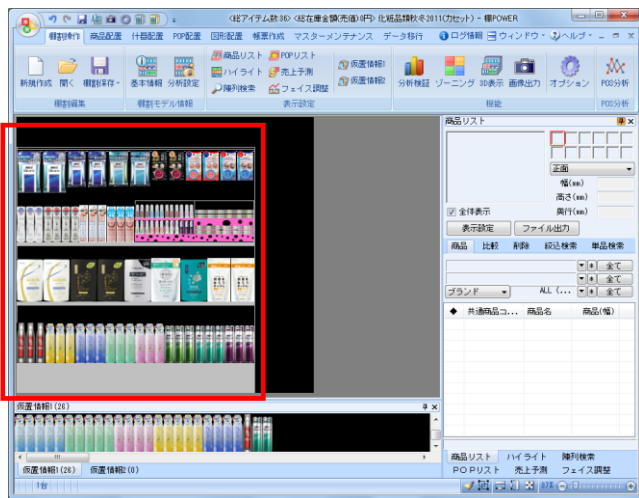 <総アイテム数:36> <総在庫金額(売価):0円> 化粧品類秋冬2011(カセット) - 棚POWER
棚割操作 商品配置 什器配置 POP配置 図形配置 帳票作成 マスターメンテナンス データ移行 ログ情報 ウィンドウ ヘルプ
新規作成 開く 棚割保存 基本情報 分析設定 商品リスト POPリスト 仮置情報1 分析検証 ゾーニング 3D表示 画像出力 オプション POS分析
ハイライト 売上予測 仮置情報2
陳列検索 フェイス調整
棚割編集 棚割モデル情報 表示設定 機能 POS分析
商品リスト
正面
幅(mm)
高さ(mm)
全体表示 奥行(mm)
表示設定 ファイル出力
商品 比較 削除 絞込検索 単品検索
* 全て
* 全て
ブランド ALL (... * 全て
◆ 共通商品コ... 商品名 商品(幅)
仮置情報1(26)
仮置情報1(26) 仮置情報2(0)
商品リスト ハイライト 陳列検索
POPリスト 売上予測 フェイス調整
1台 87%